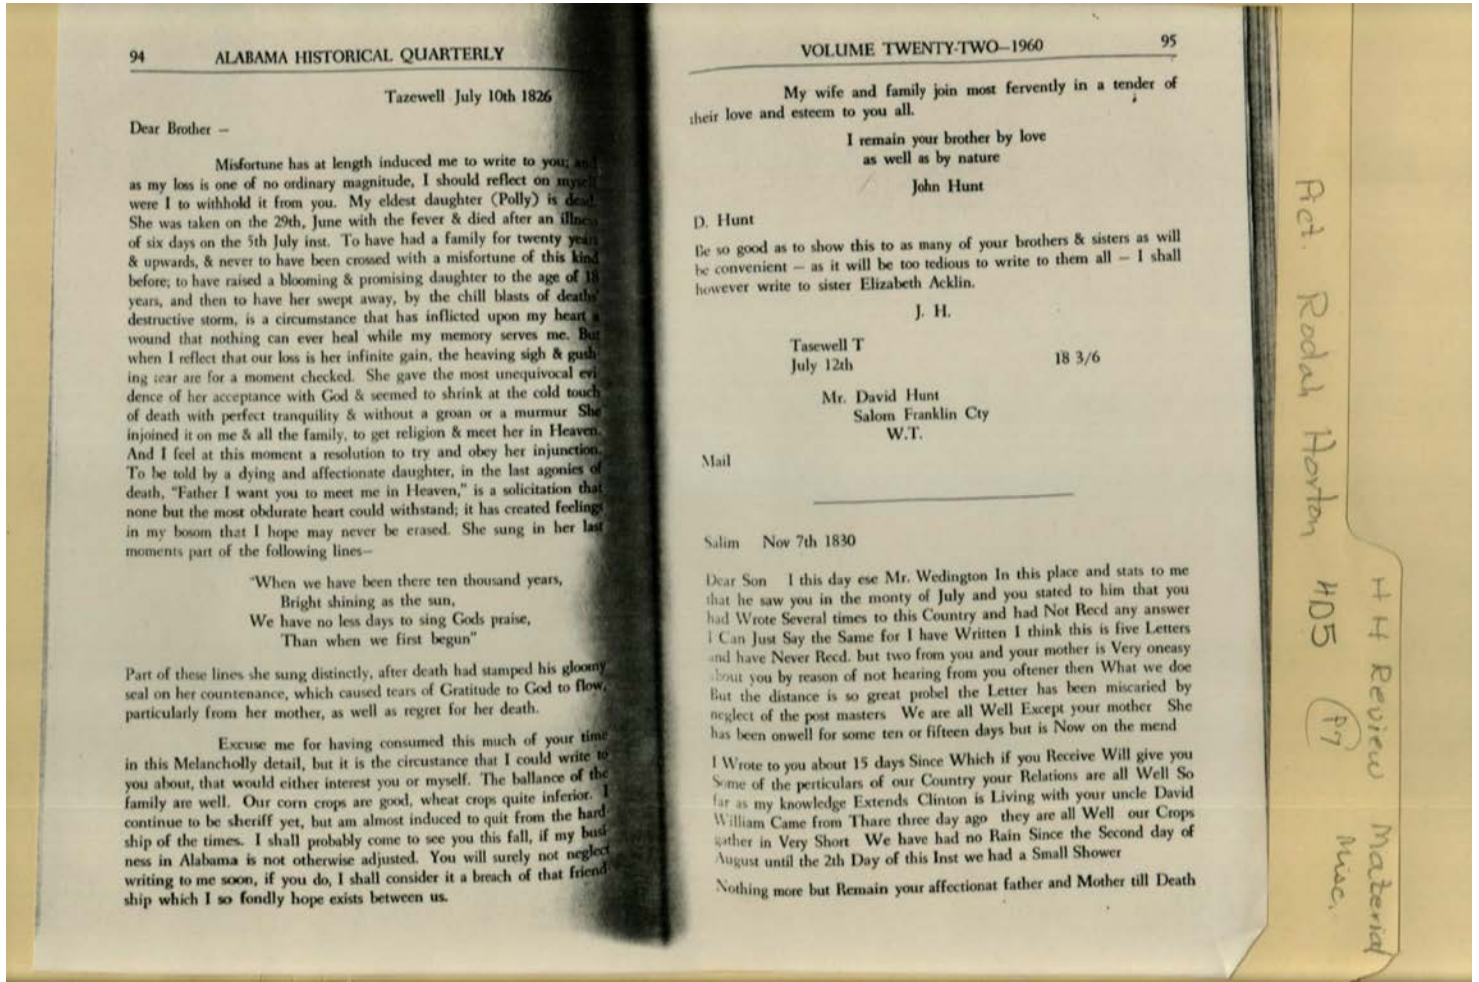 94 ALABAMA HISTORICAL QUARTERLY
Tazewell July 10th 1826
Dear Brother —
Misfortune has at length induced me to write to you; and
as my loss is one of no ordinary magnitude, I should reflect on myself
were I to withhold it from you. My eldest daughter (Polly) is dead.
She was taken on the 29th, June with the fever & died after an illness
of six days on the 5th July inst. To have had a family for twenty years
& upwards, & never to have been crossed with a misfortune of this kind
before; to have raised a blooming & promising daughter to the age of 18
years, and then to have her swept away, by the chill blasts of deaths'
destructive storm, is a circumstance that has inflicted upon my heart a
wound that nothing can ever heal while my memory serves me. But
when I reflect that our loss is her infinite gain, the heaving sigh & gush
ing tear are for a moment checked. She gave the most unequivocal evi
dence of her acceptance with God & seemed to shrink at the cold touch
of death with perfect tranquility & without a groan or a murmur She
injoined it on me & all the family, to get religion & meet her in Heaven.
And I feel at this moment a resolution to try and obey her injunction.
To be told by a dying and affectionate daughter, in the last agonies of
death, "Father I want you to meet me in Heaven," is a solicitation that
none but the most obdurate heart could withstand; it has created feelings
in my bosom that I hope may never be erased. She sung in her last
moments part of the following lines—
"When we have been there ten thousand years,
Bright shining as the sun,
We have no less days to sing Gods praise,
Than when we first begun"
Part of these lines she sung distinctly, after death had stamped his gloomy
seal on her countenance, which caused tears of Gratitude to God to flow,
particularly from her mother, as well as regret for her death.
Excuse me for having consumed this much of your time
in this Melancholly detail, but it is the circustance that I could write to
you about, that would either interest you or myself. The ballance of the
family are well. Our corn crops are good, wheat crops quite inferior. I
continue to be sheriff yet, but am almost induced to quit from the hard
ship of the times. I shall probably come to see you this fall, if my busi
ness in Alabama is not otherwise adjusted. You will surely not neglect
writing to me soon, if you do, I shall consider it a breach of that friend
ship which I so fondly hope exists between us.
VOLUME TWENTY-TWO—1960 95
My wife and family join most fervently in a tender of
their love and esteem to you all.
I remain your brother by love
as well as by nature
John Hunt
D. Hunt
Be so good as to show this to as many of your brothers & sisters as will
be convenient — as it will be too tedious to write to them all — I shall
however write to sister Elizabeth Acklin.
J. H.
Tasewell T
July 12th 18 3/6
Mr. David Hunt
Salom Franklin Cty
W.T.
Mail
Salim Nov 7th 1830
Dear Son I this day ese Mr. Wedington In this place and stats to me
that he saw you in the monty of July and you stated to him that you
had Wrote Several times to this Country and had Not Recd any answer
I Can Just Say the Same for I have Written I think this is five Letters
and have Never Recd. but two from you and your mother is Very oneasy
about you by reason of not hearing from you oftener then What we doe
But the distance is so great probel the Letter has been miscaried by
neglect of the post masters We are all Well Except your mother She
has been onwell for some ten or fifteen days but is Now on the mend
I Wrote to you about 15 days Since Which if you Receive Will give you
Some of the perticulars of our Country your Relations are all Well So
far as my knowledge Extends Clinton is Living with your uncle David
William Came from Thare three day ago they are all Well our Crops
gather in Very Short We have had no Rain Since the Second day of
August until the 2th Day of this Inst we had a Small Shower
Nothing more but Remain your affectionat father and Mother till Death
Pict. Rodah Horton HD5 P7
HH Review Material
Misc.